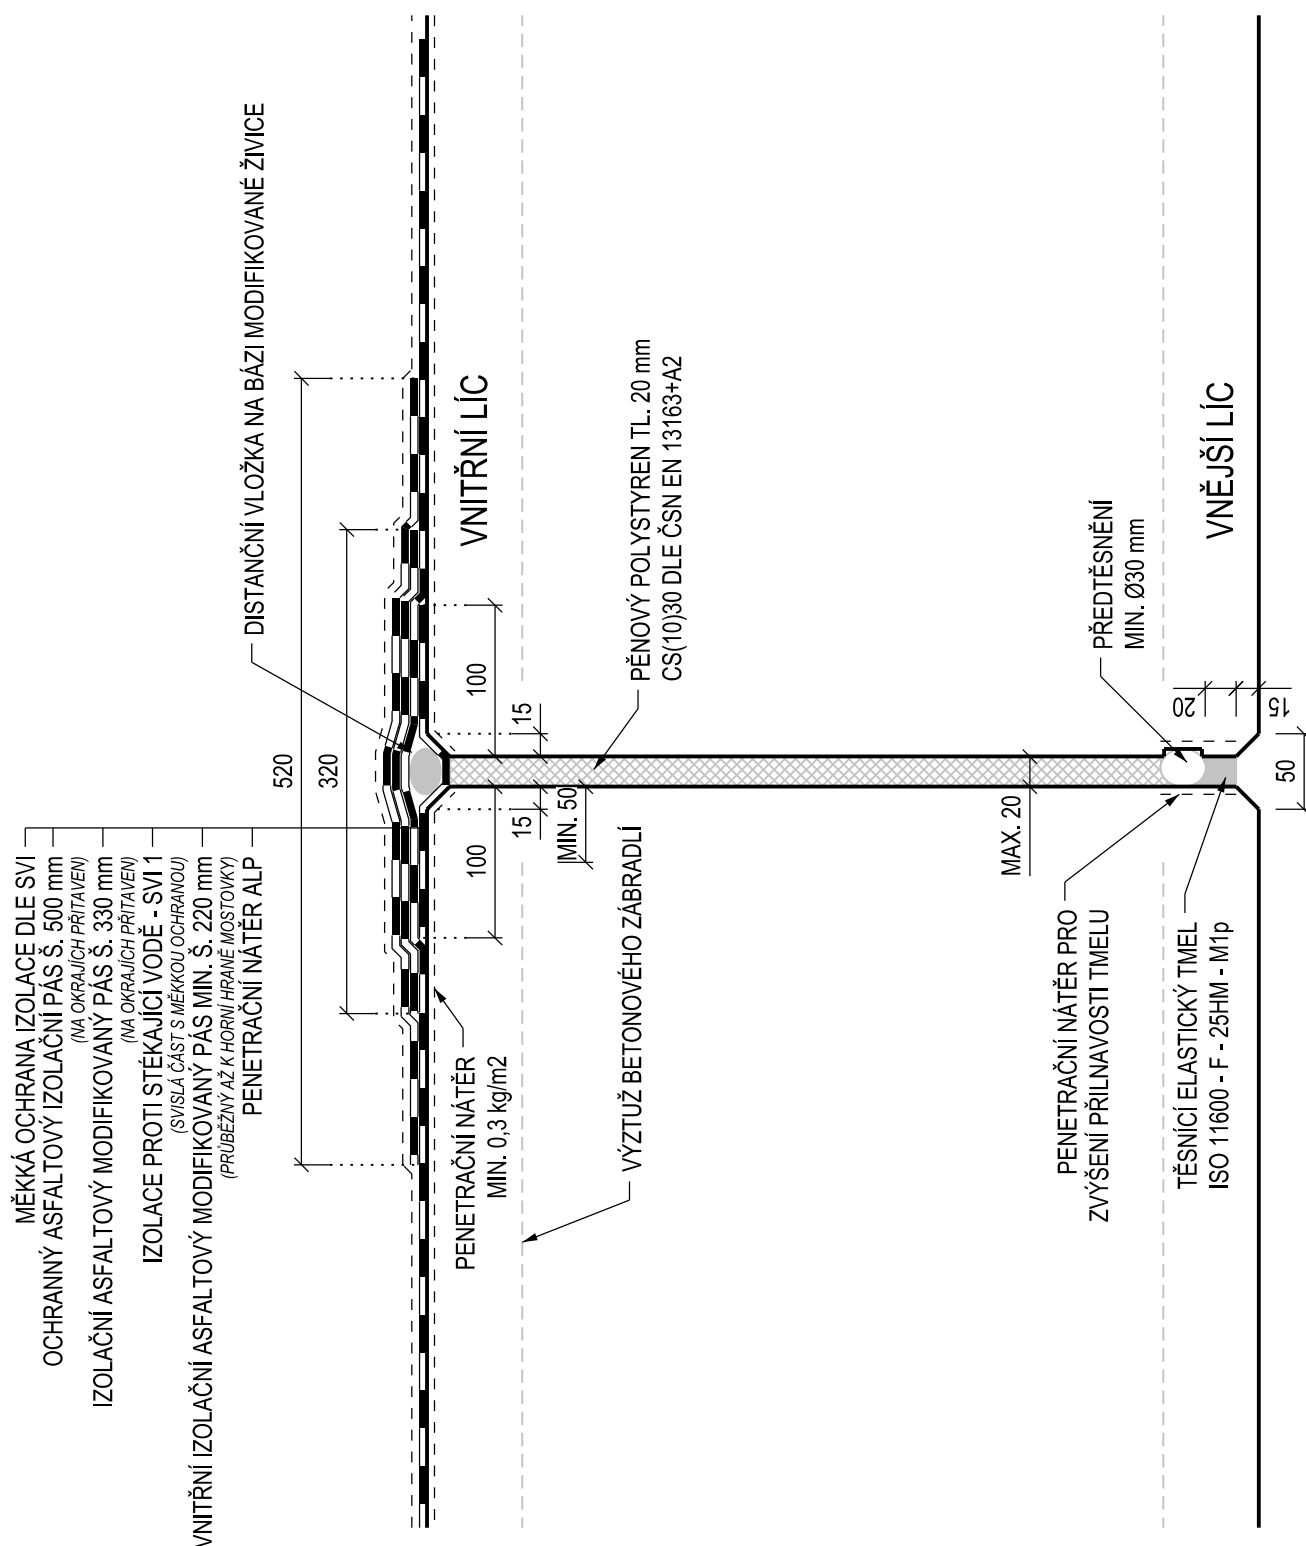 MĚKKÁ OCHRANA IZOLACE DLE SVI
OCHRANNÝ ASFALTOVÝ IZOLAČNÍ PÁS Š. 500 mm
(NA OKRAJÍCH PŘITAVEN)
IZOLAČNÍ ASFALTOVÝ MODIFIKOVANÝ PÁS Š. 330 mm
(NA OKRAJÍCH PŘITAVEN)
IZOLACE PROTI STÉKAJÍCÍ VODĚ - SVI 1
(SVISLÁ ČÁST S MĚKKOU OCHRANOU)
VNITŘNÍ IZOLAČNÍ ASFALTOVÝ MODIFIKOVANÝ PÁS MIN. Š. 220 mm
(PRŮBĚŽNÝ AŽ K HORNÍ HRANĚ MOSTOVKY)
PENETRAČNÍ NÁTĚR ALP
DISTANČNÍ VLOŽKA NA BÁZI MODIFIKOVANÉ ŽIVICE
520
320
VNITŘNÍ LÍC
PENETRAČNÍ NÁTĚR
MIN. 0,3 kg/m2
100
100
15
15
MIN. 50
PĚNOVÝ POLYSTYREN TL. 20 mm
CS(10)30 DLE ČSN EN 13163+A2
VÝZTUŽ BETONOVÉHO ZÁBRADLÍ
MAX. 20
PENETRAČNÍ NÁTĚR PRO
ZVÝŠENÍ PŘILNAVOSTI TMELU
PŘEDTĚSNĚNÍ
MIN. Ø30 mm
TĚSNÍCÍ ELASTICKÝ TMEL
ISO 11600 - F - 25HM - M1p
VNĚJŠÍ LÍC
20
15
50